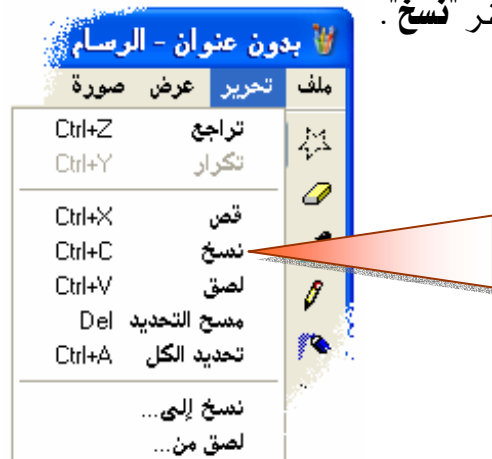 "نسخ".
بدون عنوان - الرسام
ملف تحرير عرض صورة
تراجع Ctrl+Z
تكرار Ctrl+Y
قص Ctrl+X
نسخ Ctrl+C
لصق Ctrl+V
مسح التحديد Del
تحديد الكل Ctrl+A
نسخ إلى...
لصق من...